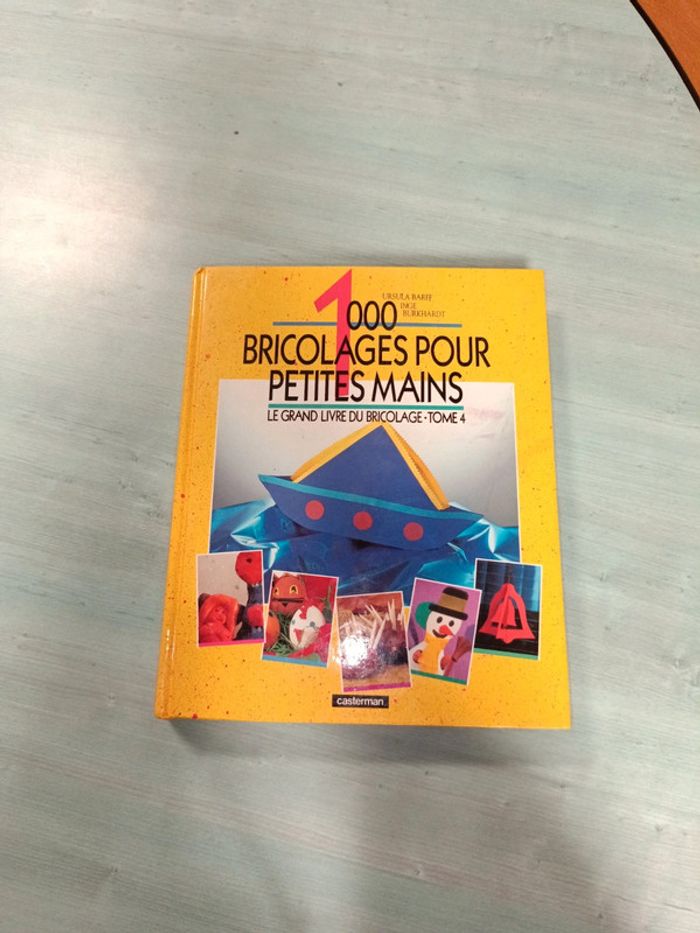 URSULA BARFF
INGE
BURKHARDT
1000
BRICOLAGES POUR
PETITES MAINS
LE GRAND LIVRE DU BRICOLAGE • TOME 4
casterman